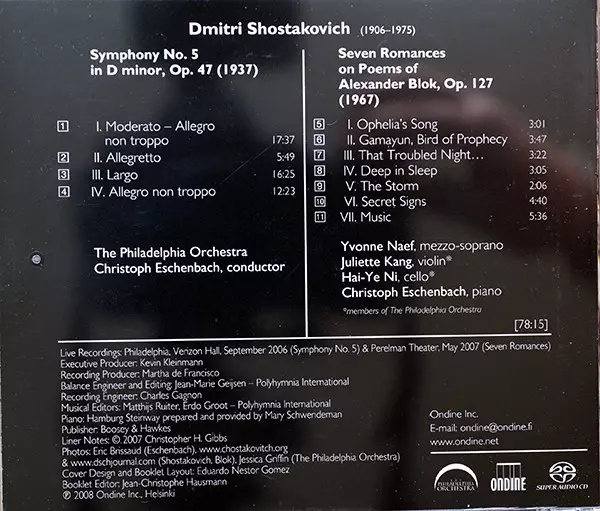 Dmitri Shostakovich (1906–1975)
Symphony No. 5
in D minor, Op. 47 (1937)
1 I. Moderato – Allegro
non troppo 17:37
2 II. Allegretto 5:49
3 III. Largo 16:25
4 IV. Allegro non troppo 12:23
The Philadelphia Orchestra
Christoph Eschenbach, conductor
Seven Romances
on Poems of
Alexander Blok, Op. 127
(1967)
5 I. Ophelia's Song 3:01
6 II. Gamayun, Bird of Prophecy 3:47
7 III. That Troubled Night... 3:22
8 IV. Deep in Sleep 3:05
9 V. The Storm 2:06
10 VI. Secret Signs 4:40
11 VII. Music 5:36
Yvonne Naef, mezzo-soprano
Juliette Kang, violin*
Hai-Ye Ni, cello*
Christoph Eschenbach, piano
*members of The Philadelphia Orchestra
[78:15]
Live Recordings: Philadelphia, Verizon Hall, September 2006 (Symphony No. 5) & Perelman Theater, May 2007 (Seven Romances)
Executive Producer: Kevin Kleinmann
Recording Producer: Martha de Francisco
Balance Engineer and Editing: Jean-Marie Geijsen – Polyhymnia International
Recording Engineer: Charles Gagnon
Musical Editors: Matthijs Ruiter, Erdo Groot – Polyhymnia International
Piano: Hamburg Steinway prepared and provided by Mary Schwendeman
Publisher: Boosey & Hawkes
Liner Notes: © 2007 Christopher H. Gibbs
Photos: Eric Brissaud (Eschenbach), www.chostakovitch.org
& www.dschjournal.com (Shostakovich, Blok), Jessica Griffin (The Philadelphia Orchestra)
Cover Design and Booklet Layout: Eduardo Nestor Gomez
Booklet Editor: Jean-Christophe Hausmann
℗ 2008 Ondine Inc., Helsinki
Ondine Inc.
E-mail: ondine@ondine.fi
www.ondine.net
THE PHILADELPHIA ORCHESTRA
ONDINE
SUPER AUDIO CD